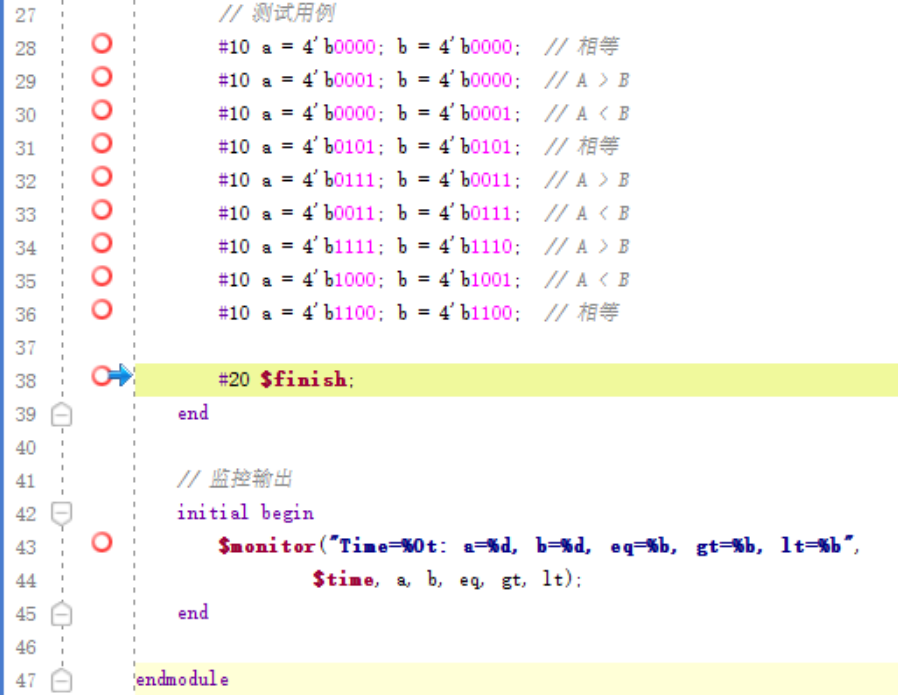 27 // 测试用例
28 #10 a = 4'b0000; b = 4'b0000; // 相等
29 #10 a = 4'b0001; b = 4'b0000; // A > B
30 #10 a = 4'b0000; b = 4'b0001; // A < B
31 #10 a = 4'b0101; b = 4'b0101; // 相等
32 #10 a = 4'b0111; b = 4'b0011; // A > B
33 #10 a = 4'b0011; b = 4'b0111; // A < B
34 #10 a = 4'b1111; b = 4'b1110; // A > B
35 #10 a = 4'b1000; b = 4'b1001; // A < B
36 #10 a = 4'b1100; b = 4'b1100; // 相等
37
38 #20 $finish;
39 end
40
41 // 监控输出
42 initial begin
43 $monitor("Time=%0t: a=%d, b=%d, eq=%b, gt=%b, lt=%b",
44 $time, a, b, eq, gt, lt);
45 end
46
47 endmodule